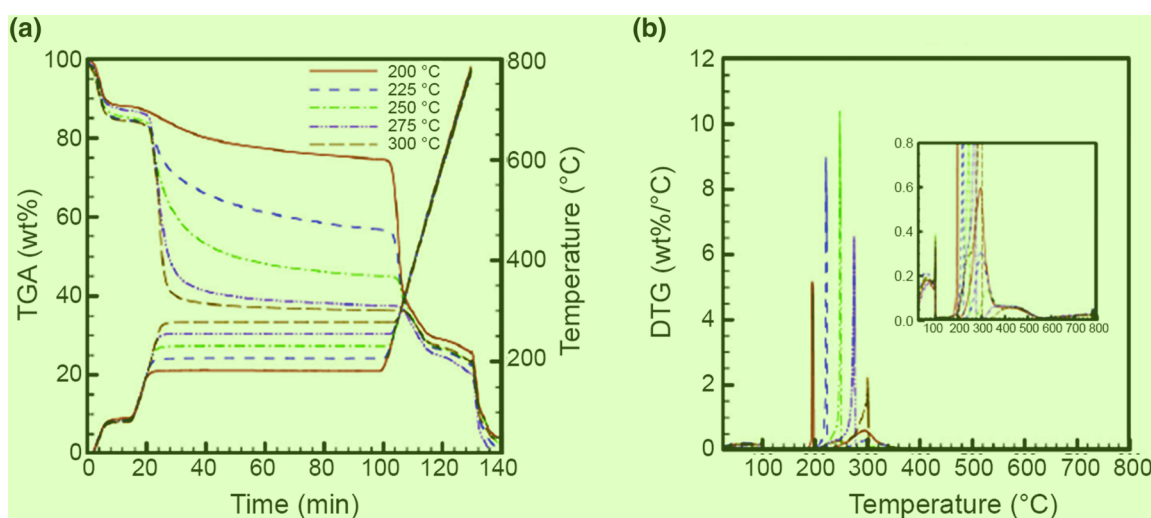 (a)
100
80
60
40
20
0
TGA (wt%)
0 20 40 60 80 100 120 140
Time (min)
800
600
400
200
Temperature (°C)
200 °C
225 °C
250 °C
275 °C
300 °C
(b)
12
10
8
6
4
2
0
DTG (wt%/°C)
100 200 300 400 500 600 700 800
Temperature (°C)
0.8
0.6
0.4
0.2
0.0
100 200 300 400 500 600 700 800